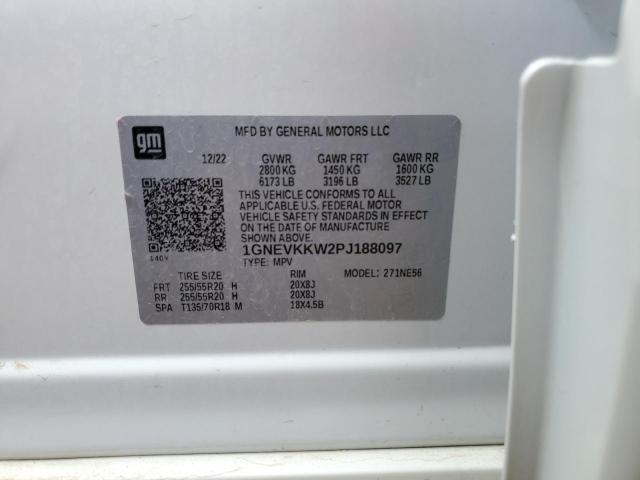 gm
MFD BY GENERAL MOTORS LLC
12/22 GVWR GAWR FRT GAWR RR
2800 KG 1450 KG 1600 KG
6173 LB 3196 LB 3527 LB
THIS VEHICLE CONFORMS TO ALL
APPLICABLE U.S. FEDERAL MOTOR
VEHICLE SAFETY STANDARDS IN EFFECT
ON THE DATE OF MANUFACTURE
SHOWN ABOVE.
1GNEVKKW2PJ188097
140V TYPE: MPV MODEL: 271NE56
TIRE SIZE RIM
FRT 255/55R20 H 20X8J
RR 255/55R20 H 20X8J
SPA T135/70R18 M 18X4.5B